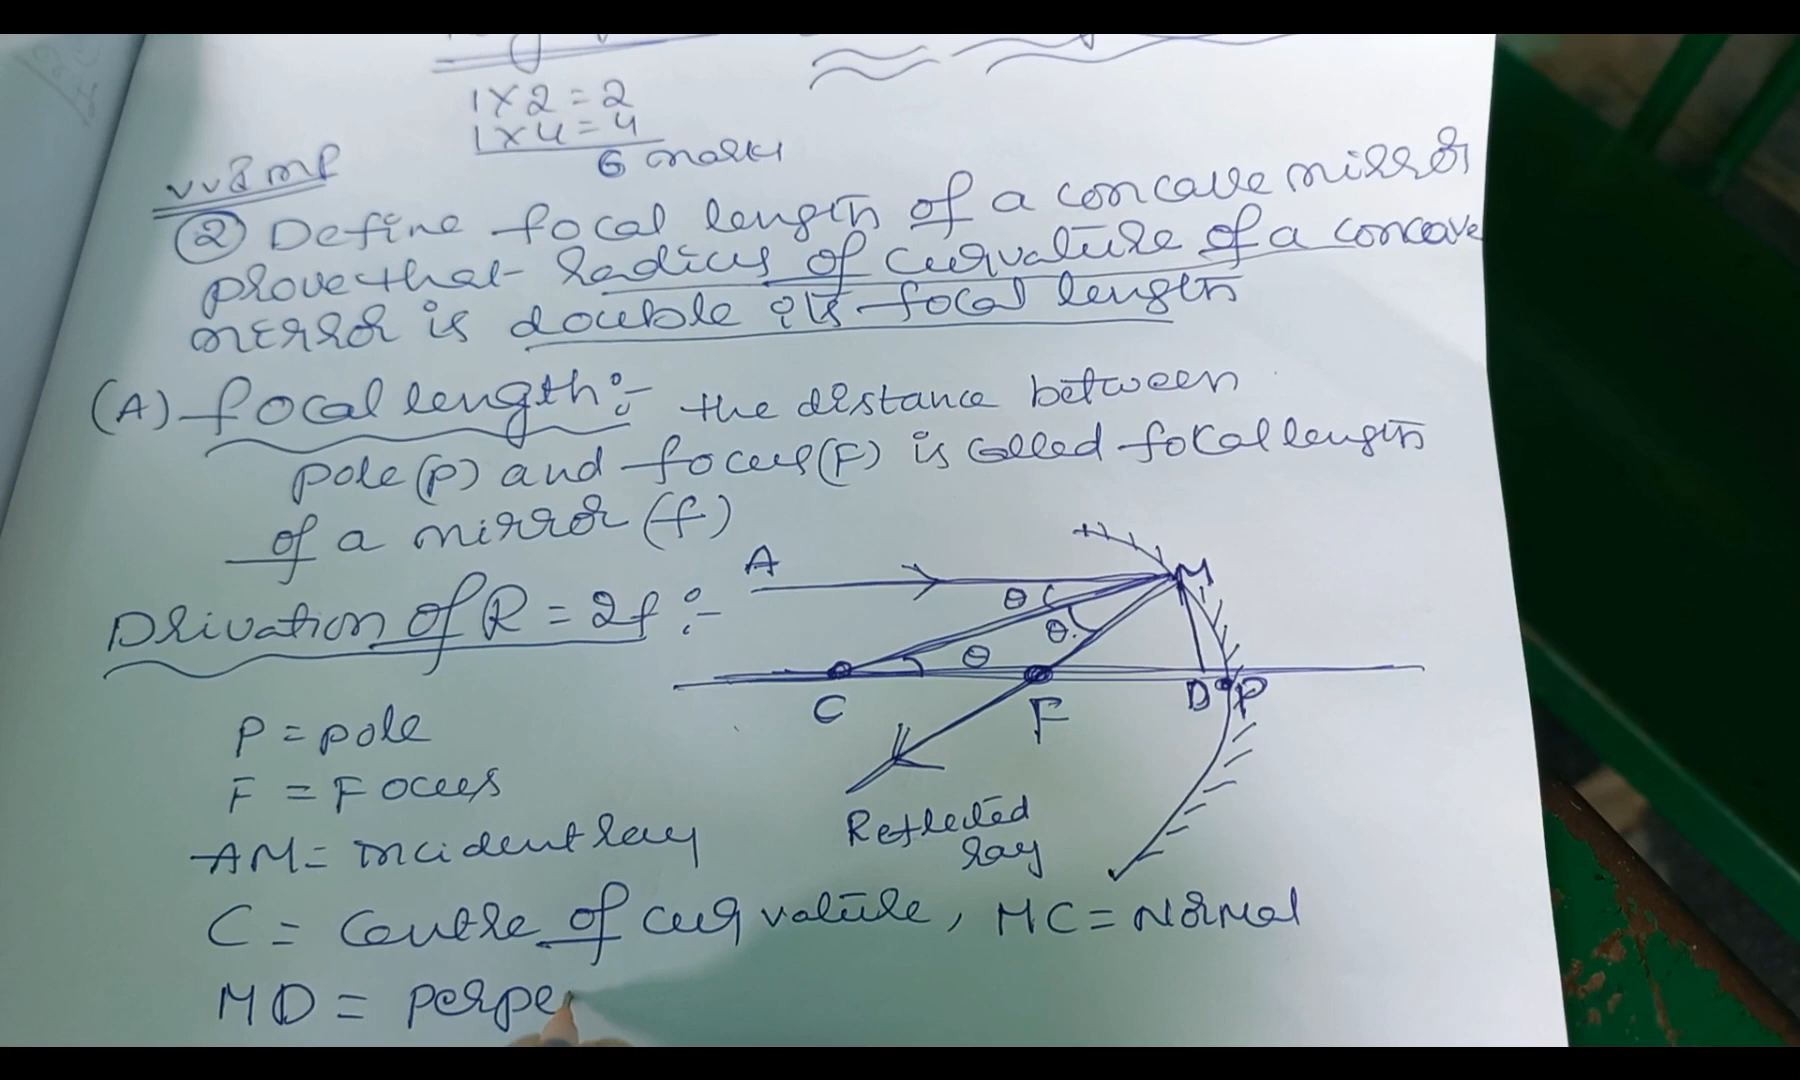 1 X 2 = 2
1 X 4 = 4
6 marks
vv Imp
(2) Define focal length of a concave mirror
prove that radius of curvature of a concave
mirror is double its focal length
(A) focal length :- the distance between
pole (p) and focus (F) is called focal length
of a mirror (f)
Drivation of R = 2f :-
A
M
θ
θ
θ
C
F
D P
Reflected
ray
P = pole
F = Focus
AM = incident ray
C = Centre of curvature, MC = Normal
MD = perpe